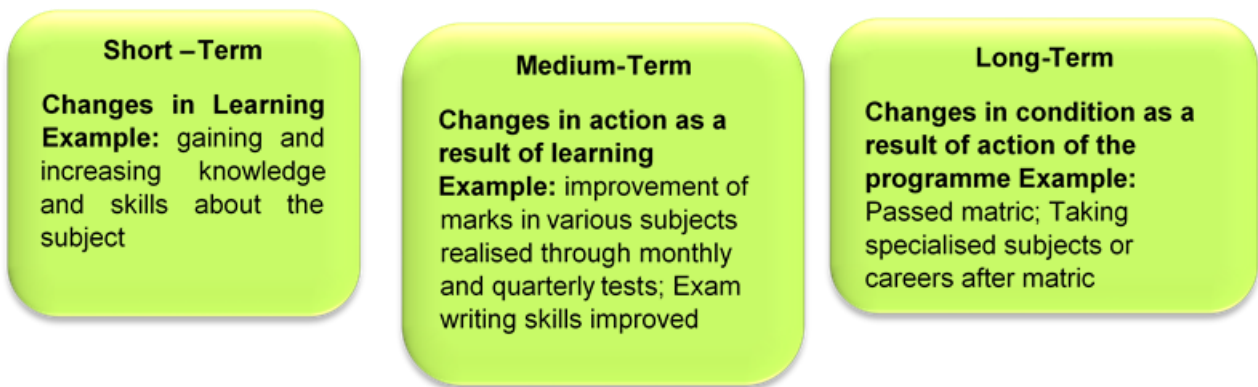 Short –Term
Changes in Learning
Example: gaining and
increasing knowledge
and skills about the
subject
Medium-Term
Changes in action as a
result of learning
Example: improvement of
marks in various subjects
realised through monthly
and quarterly tests; Exam
writing skills improved
Long-Term
Changes in condition as a
result of action of the
programme Example:
Passed matric; Taking
specialised subjects or
careers after matric